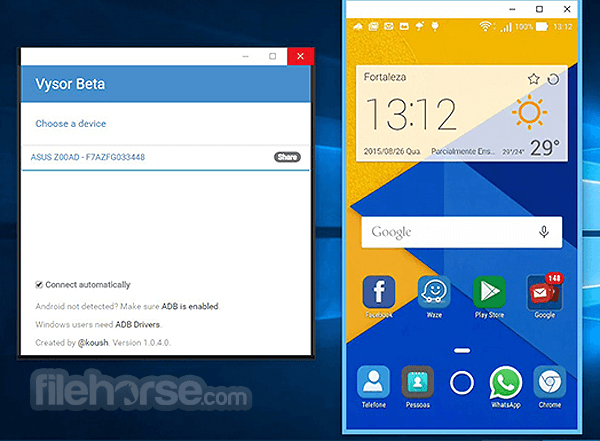 Vysor Beta
Choose a device
ASUS Z00AD - F7AZFG033448
Share
Connect automatically
Android not detected? Make sure ADB is enabled.
Windows users need ADB Drivers.
Created by @koush. Version 1.0.4.0.
filehorse.com
100% 13:12
Fortaleza
13:12
2015/08/26 Qua.
Parcialmente Ens...
29°/24°
29°
Google
148
Facebook
Waze
Play Store
Google
Telefone
Pessoas
WhatsApp
Chrome